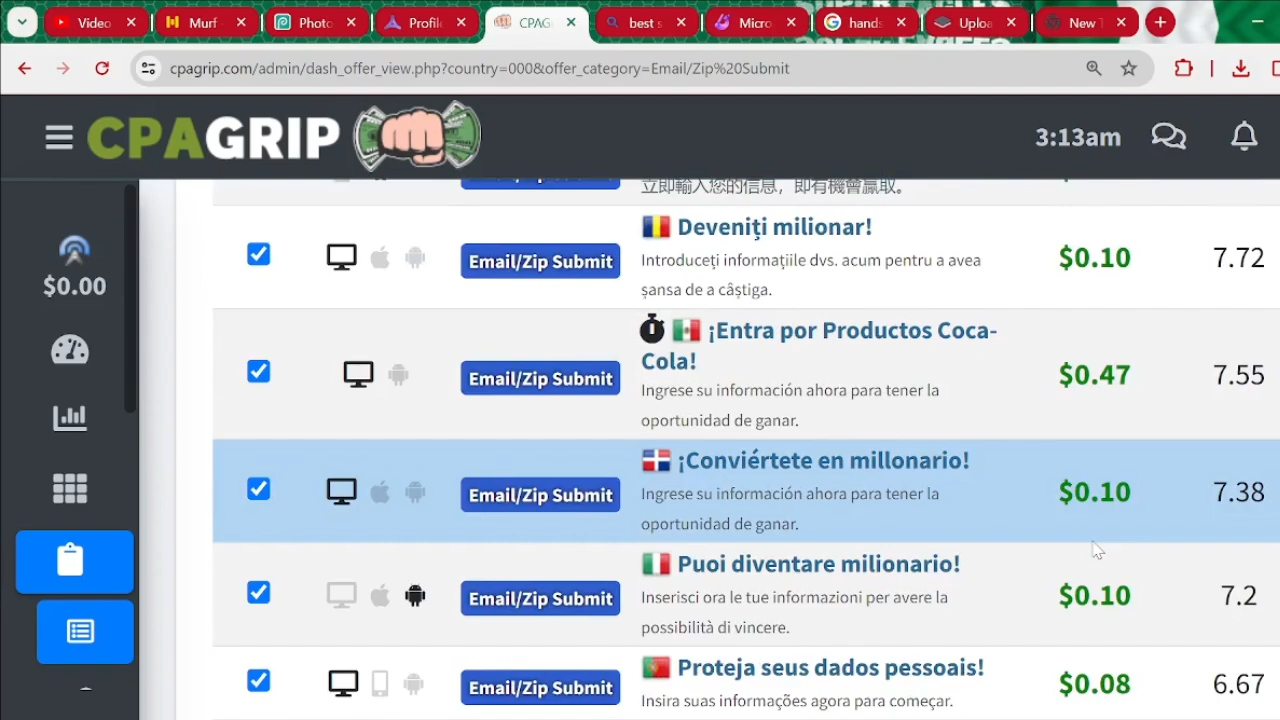 Video
Murf
Photo
Profile
CPAG
best s
Micro
hands
Uploa
New T
cpagrip.com/admin/dash_offer_view.php?country=000&offer_category=Email/Zip%20Submit
CPAGRIP
3:13am
$0.00
立即輸入您的信息，即有機會贏取。
Email/Zip Submit
Deveniți milionar!
Introduceți informațiile dvs. acum pentru a avea
șansa de a câștiga.
$0.10
7.72
Email/Zip Submit
¡Entra por Productos Coca-
Cola!
Ingrese su información ahora para tener la
oportunidad de ganar.
$0.47
7.55
Email/Zip Submit
¡Conviértete en millonario!
Ingrese su información ahora para tener la
oportunidad de ganar.
$0.10
7.38
Email/Zip Submit
Puoi diventare milionario!
Inserisci ora le tue informazioni per avere la
possibilità di vincere.
$0.10
7.2
Email/Zip Submit
Proteja seus dados pessoais!
Insira suas informações agora para começar.
$0.08
6.67